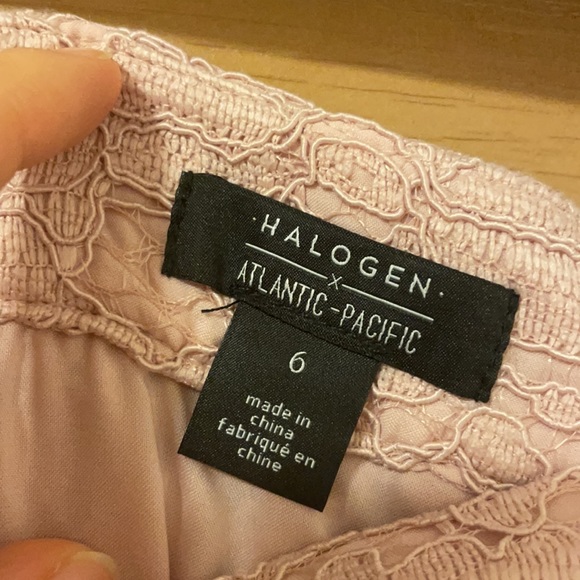 ·HALOGEN·
x
ATLANTIC-PACIFIC
6
made in
china
fabriqué en
chine